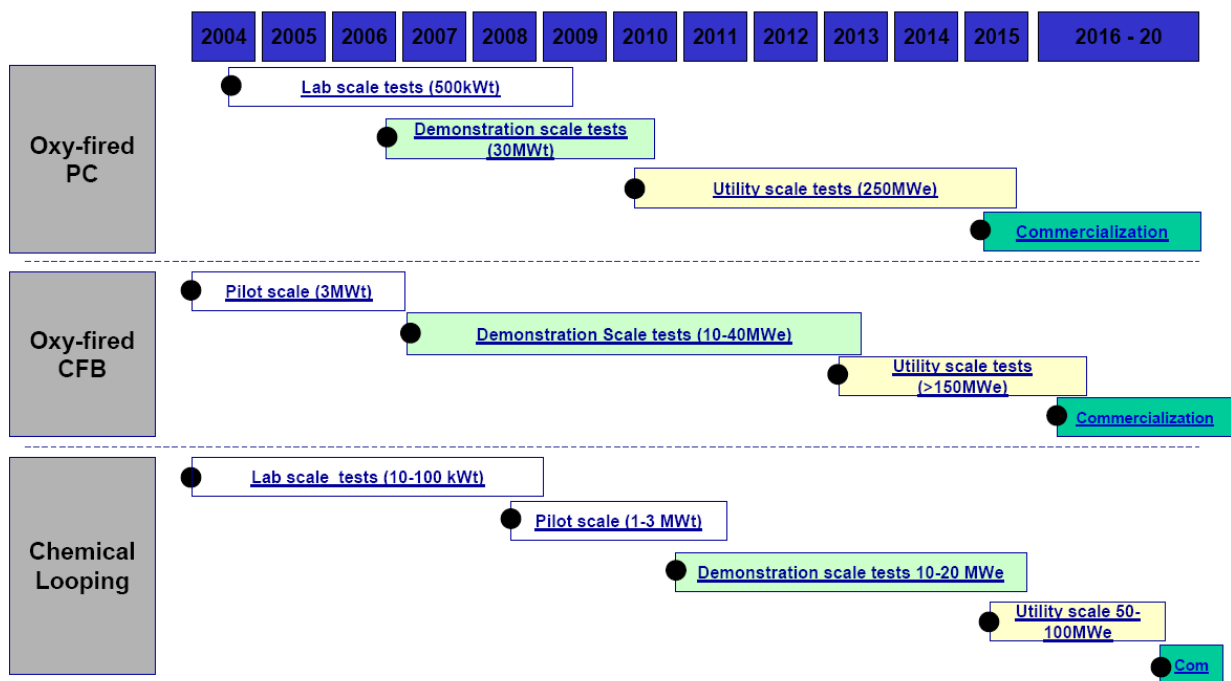 2004 2005 2006 2007 2008 2009 2010 2011 2012 2013 2014 2015 2016 - 20
Oxy-fired
PC
Lab scale tests (500kWt)
Demonstration scale tests
(30MWt)
Utility scale tests (250MWe)
Commercialization
Oxy-fired
CFB
Pilot scale (3MWt)
Demonstration Scale tests (10-40MWe)
Utility scale tests
(>150MWe)
Commercialization
Chemical
Looping
Lab scale tests (10-100 kWt)
Pilot scale (1-3 MWt)
Demonstration scale tests 10-20 MWe
Utility scale 50-
100MWe
Com